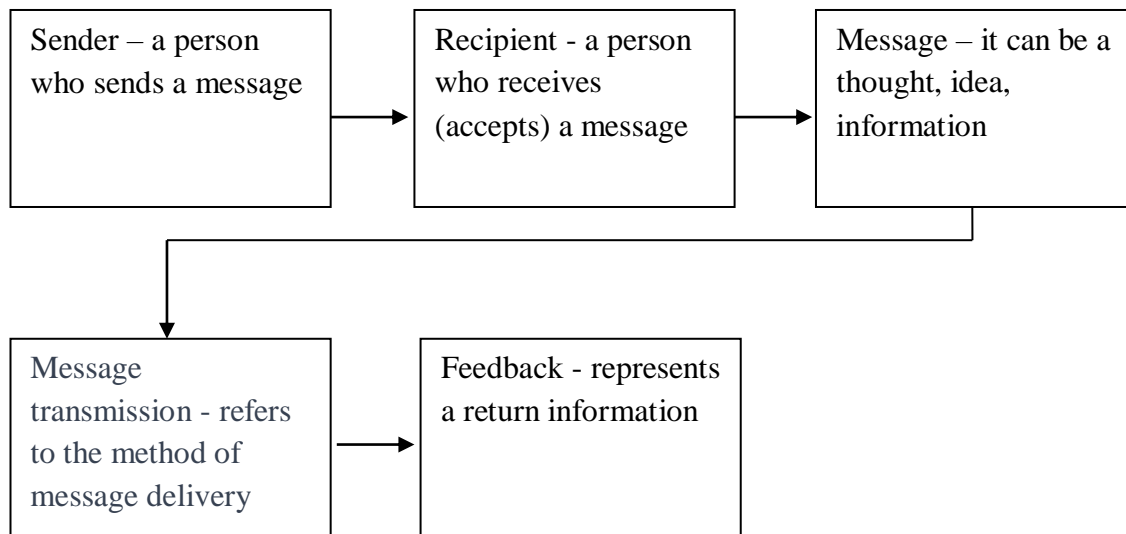 Sender – a person
who sends a message
Recipient - a person
who receives
(accepts) a message
Message – it can be a
thought, idea,
information
Message
transmission - refers
to the method of
message delivery
Feedback - represents
a return information